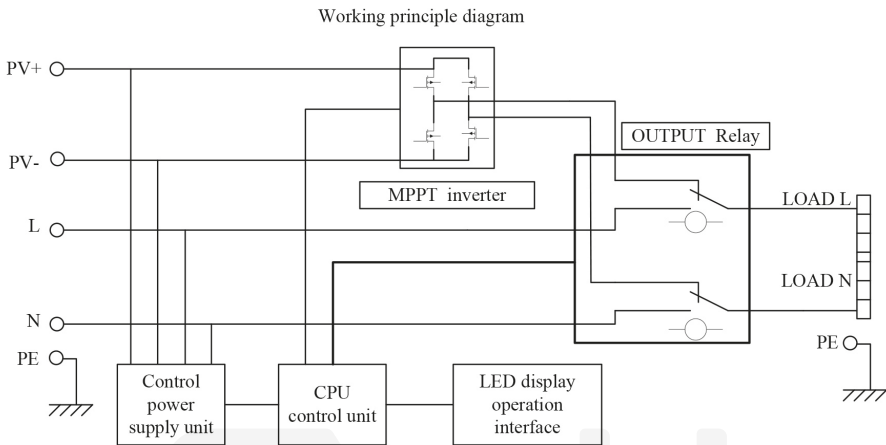 Working principle diagram
PV+
PV-
MPPT inverter
OUTPUT Relay
L
LOAD L
LOAD N
N
PE
PE
Control
power
supply unit
CPU
control unit
LED display
operation
interface